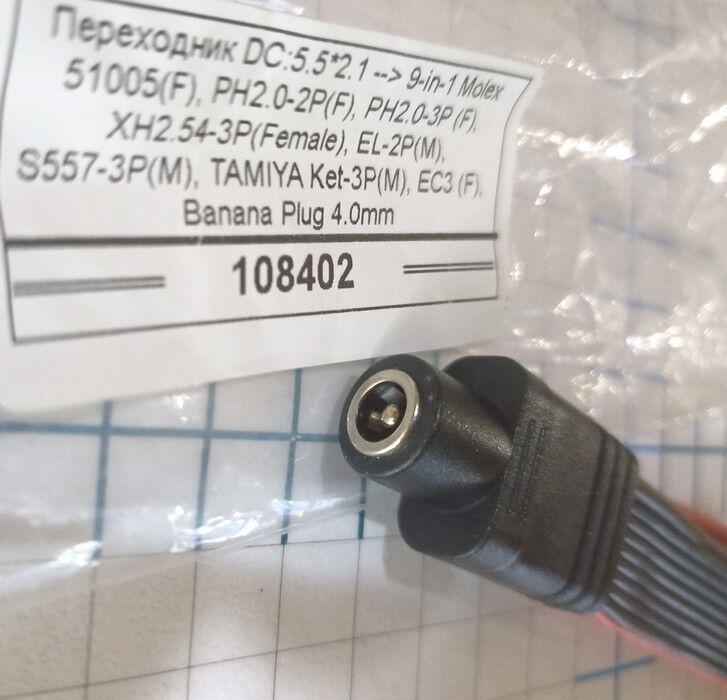 Переходник DC:5.5*2.1 --> 9-in-1 Molex
51005(F), PH2.0-2P(F), PH2.0-3P (F),
XH2.54-3P(Female), EL-2P(M),
S557-3P(M), TAMIYA Ket-3P(M), EC3 (F),
Banana Plug 4.0mm
108402